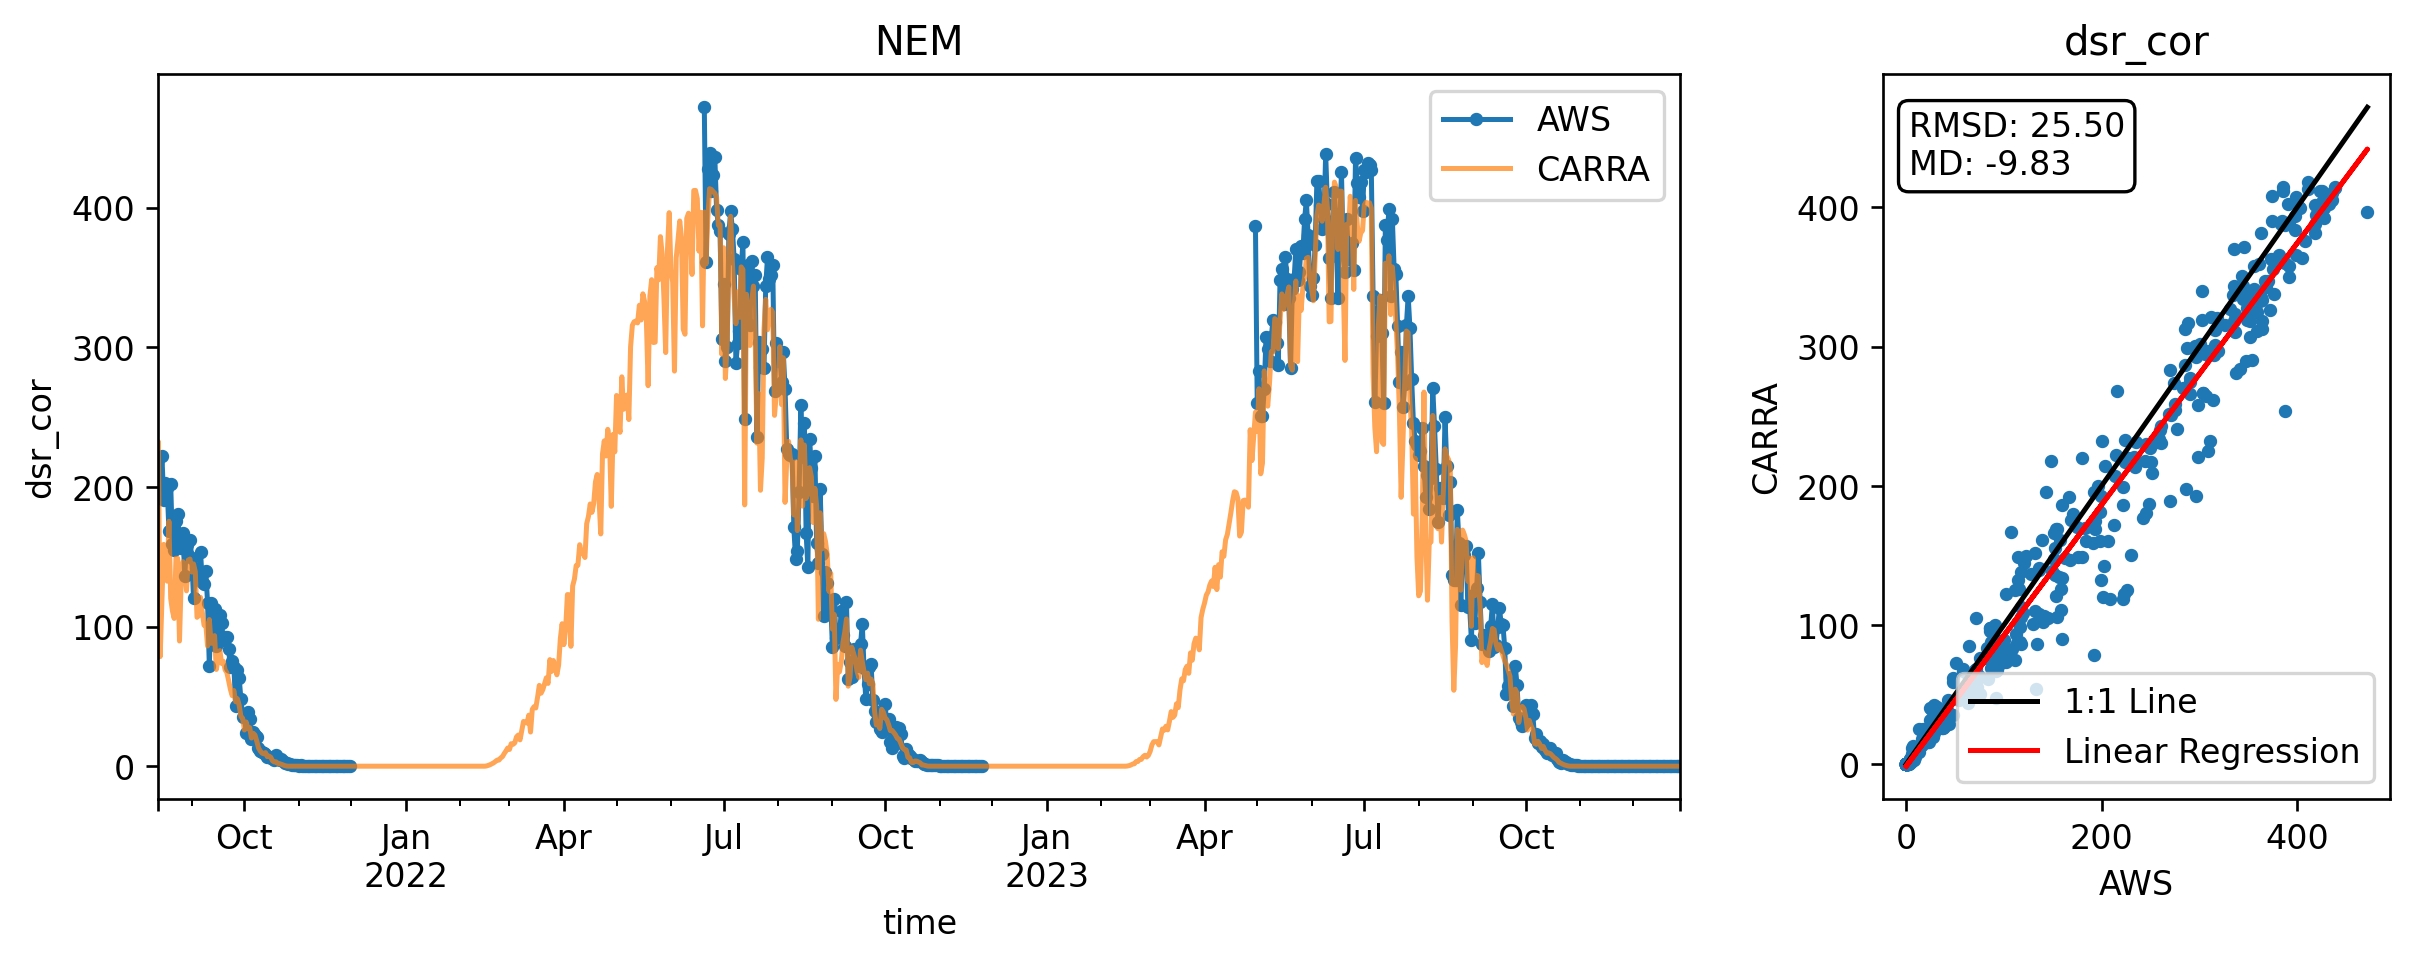 NEM
dsr_cor
400
300
200
100
0
Oct
Jan
2022
Apr
Jul
Oct
Jan
2023
Apr
Jul
Oct
time
AWS
CARRA
dsr_cor
CARRA
400
300
200
100
0
0
200
400
AWS
RMSD: 25.50
MD: -9.83
1:1 Line
Linear Regression